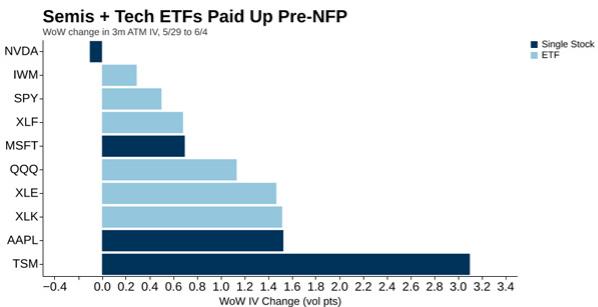 Semis + Tech ETFs Paid Up Pre-NFP
WoW change in 3m ATM IV, 5/29 to 6/4
Single Stock
ETF
NVDA
IWM
SPY
XLF
MSFT
QQQ
XLE
XLK
AAPL
TSM
−0.4 0.0 0.2 0.4 0.6 0.8 1.0 1.2 1.4 1.6 1.8 2.0 2.2 2.4 2.6 2.8 3.0 3.2 3.4
WoW IV Change (vol pts)